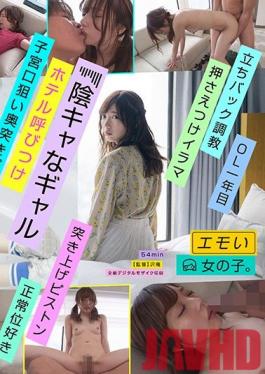 立ちバック調教
押さえつけイラマ
OL一年目
陰キャなギャル
ホテル呼びつけ
子宮口狙い奥突き
エモい
女の子。
突き上げピストン
正常位好き
54min
JAVHD